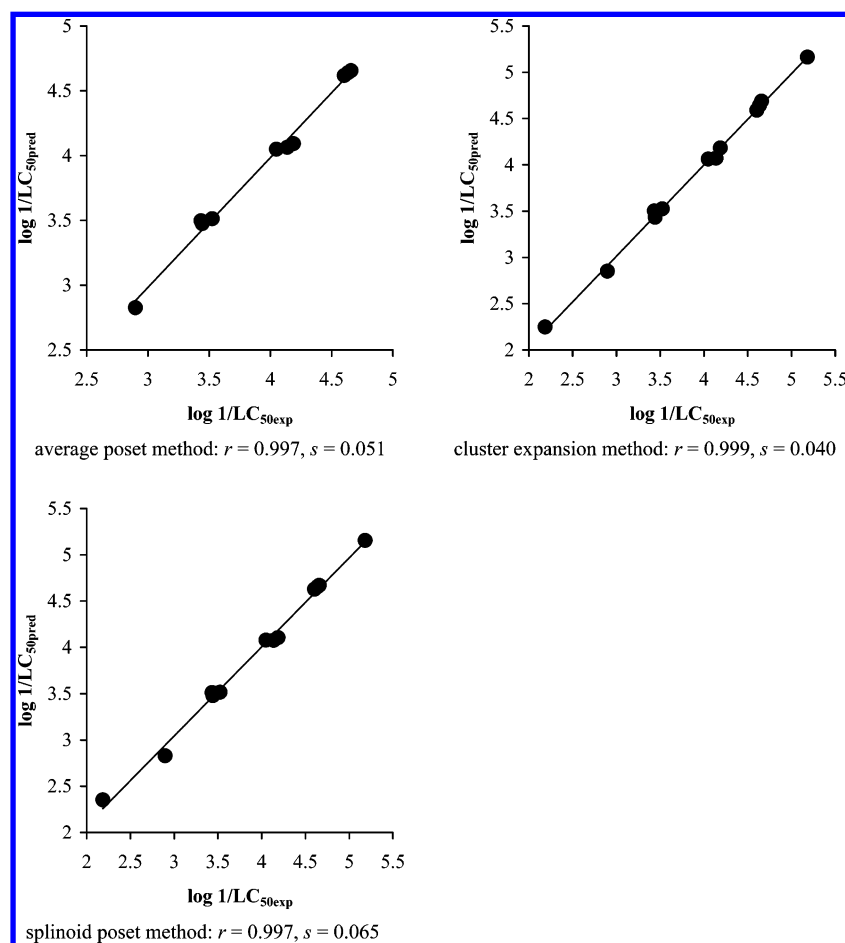 5
4.5
4
3.5
3
2.5
2.5 3 3.5 4 4.5 5
log 1/LC50pred
log 1/LC50exp
average poset method: r = 0.997, s = 0.051
5.5
5
4.5
4
3.5
3
2.5
2
2 2.5 3 3.5 4 4.5 5 5.5
log 1/LC50pred
log 1/LC50exp
cluster expansion method: r = 0.999, s = 0.040
5.5
5
4.5
4
3.5
3
2.5
2
2 2.5 3 3.5 4 4.5 5 5.5
log 1/LC50pred
log 1/LC50exp
splinoid poset method: r = 0.997, s = 0.065